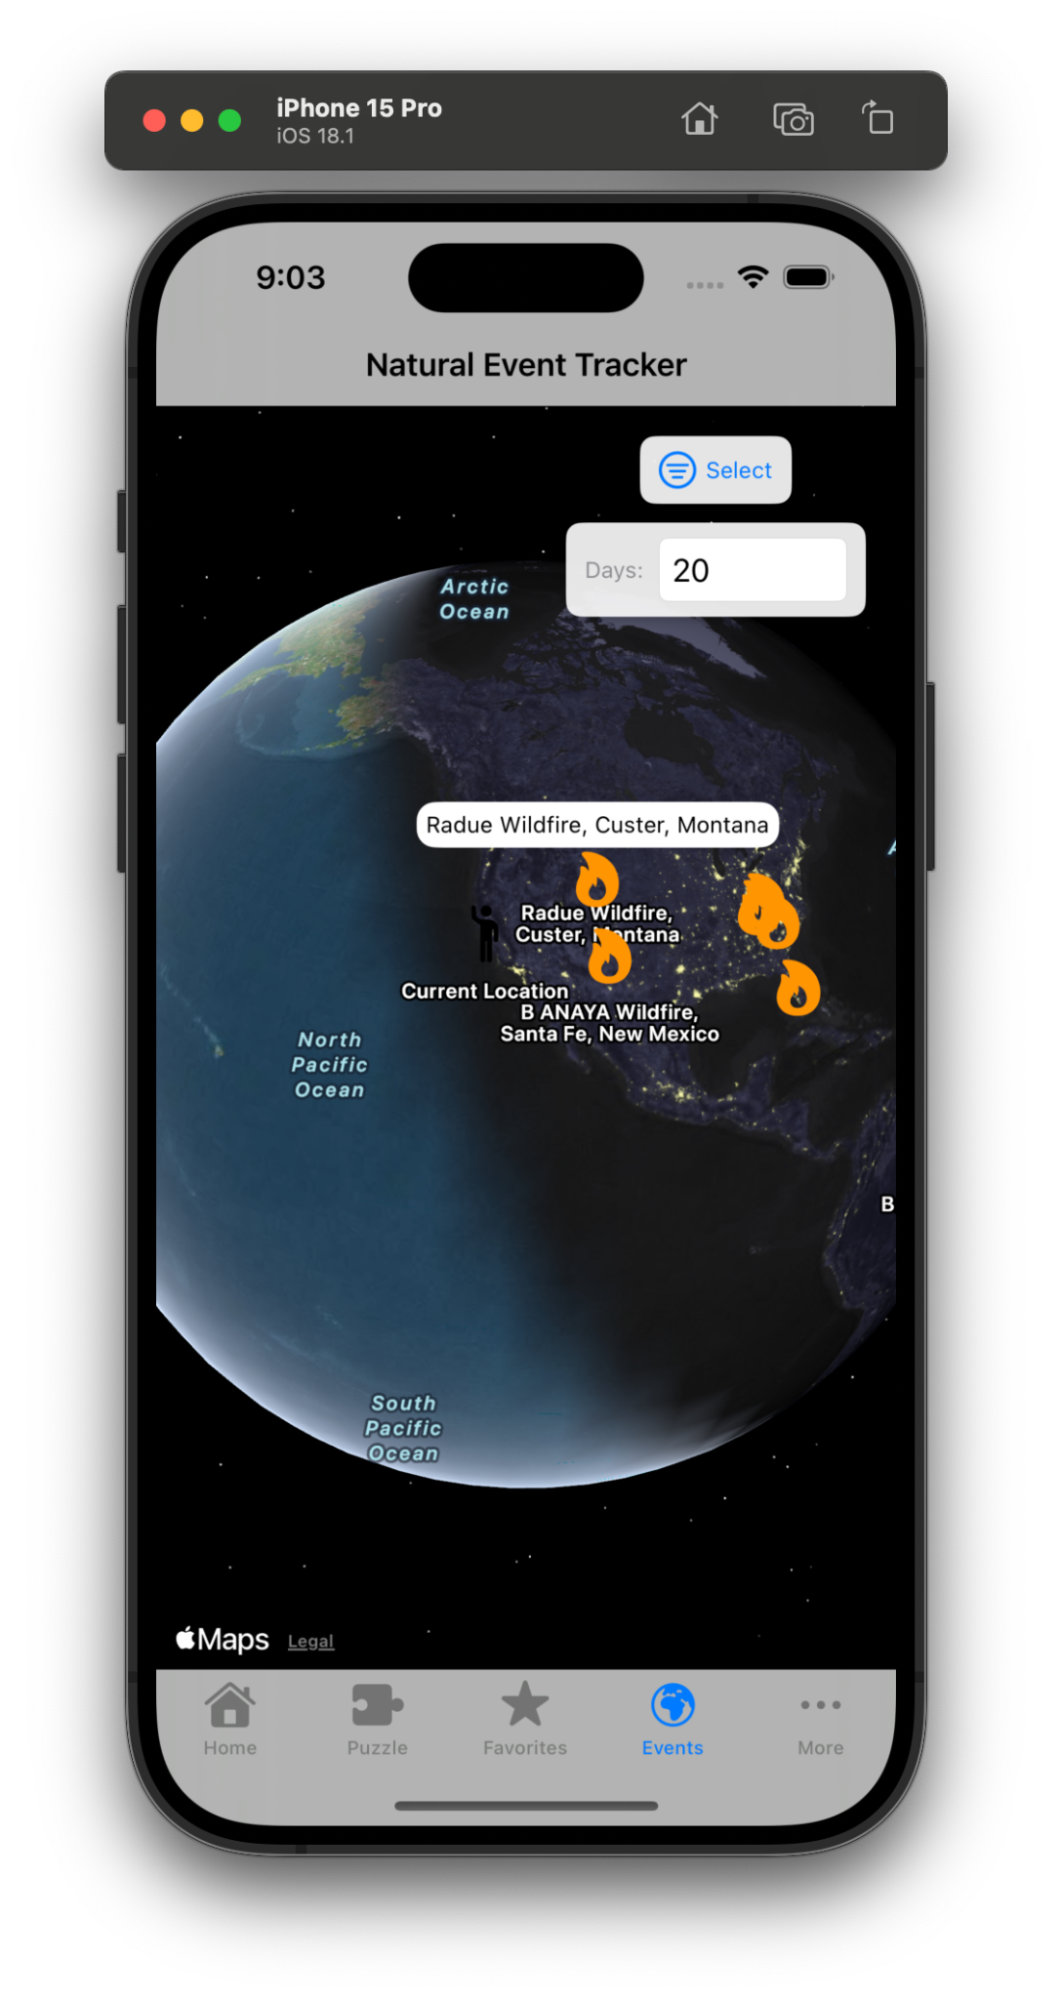 iPhone 15 Pro
iOS 18.1
9:03
Natural Event Tracker
Select
Days: 20
Arctic
Ocean
Radue Wildfire, Custer, Montana
Radue Wildfire,
Custer, Montana
Current Location
B ANAYA Wildfire,
Santa Fe, New Mexico
North
Pacific
Ocean
B
South
Pacific
Ocean
Maps Legal
Home Puzzle Favorites Events More